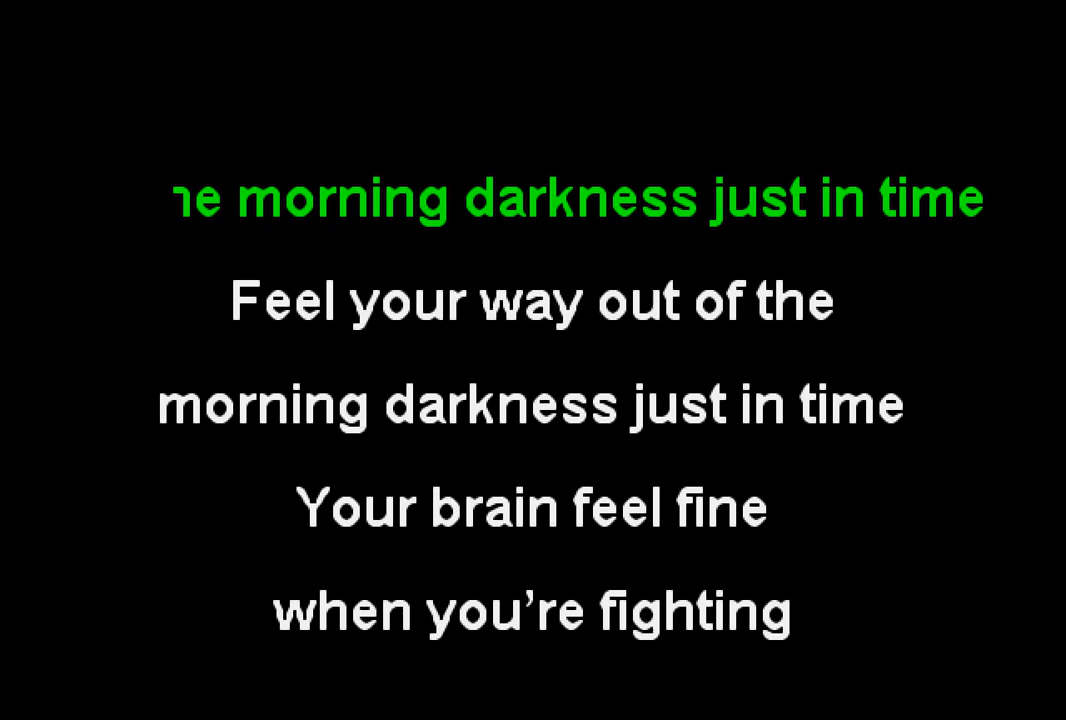 morning darkness just in time
Feel your way out of the
morning darkness just in time
Your brain feel fine
when you’re fighting